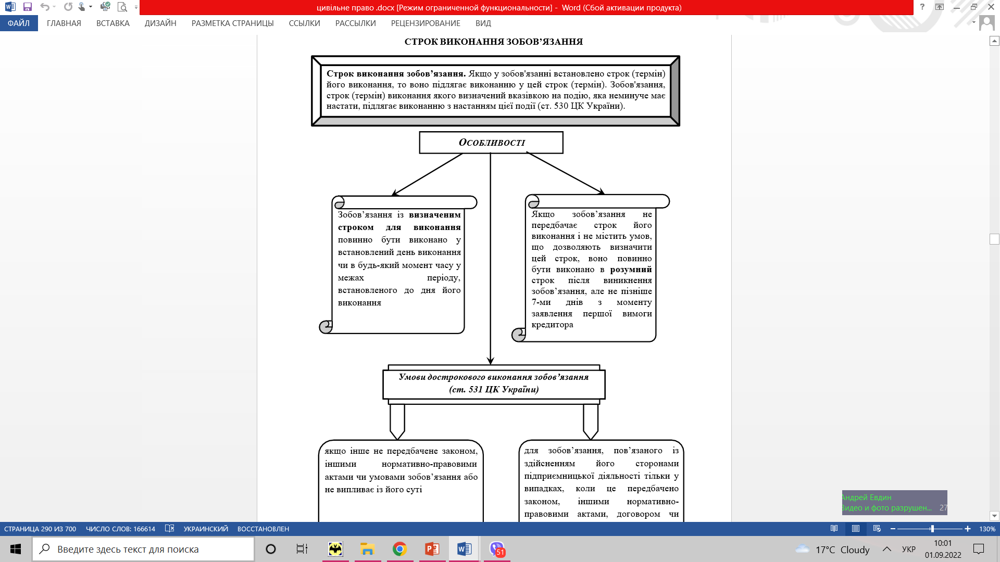 цивільне право .docx [Режим ограниченной функциональности] - Word (Сбой активации продукта)
ФАЙЛ ГЛАВНАЯ ВСТАВКА ДИЗАЙН РАЗМЕТКА СТРАНИЦЫ ССЫЛКИ РАССЫЛКИ РЕЦЕНЗИРОВАНИЕ ВИД
СТРОК ВИКОНАННЯ ЗОБОВ’ЯЗАННЯ
Строк виконання зобов’язання. Якщо у зобов'язанні встановлено строк (термін)
його виконання, то воно підлягає виконанню у цей строк (термін). Зобов'язання,
строк (термін) виконання якого визначений вказівкою на подію, яка неминуче має
настати, підлягає виконанню з настанням цієї події (ст. 530 ЦК України).
ОСОБЛИВОСТІ
Зобов’язання із визначеним
строком для виконання
повинно бути виконано у
встановлений день виконання
чи в будь-який момент часу у
межах періоду,
встановленого до дня його
виконання
Якщо зобов’язання не
передбачає строк його
виконання і не містить умов,
що дозволяють визначити
цей строк, воно повинно
бути виконано в розумний
строк після виникнення
зобов’язання, але не пізніше
7-ми днів з моменту
заявлення першої вимоги
кредитора
Умови дострокового виконання зобов’язання
(ст. 531 ЦК України)
якщо інше не передбачене законом,
іншими нормативно-правовими
актами чи умовами зобов’язання або
не випливає із його суті
для зобов’язання, пов’язаного із
здійсненням його сторонами
підприємницької діяльності тільки у
випадках, коли це передбачено
законом, іншими нормативно-
правовими актами, договором чи
Андрей Евдин
Видео и фото разрушен... 27
СТРАНИЦА 290 ИЗ 700 ЧИСЛО СЛОВ: 166614 УКРАИНСКИЙ ВОССТАНОВЛЕН 130%
Введите здесь текст для поиска
51
17°C Cloudy УКР
10:01
01.09.2022